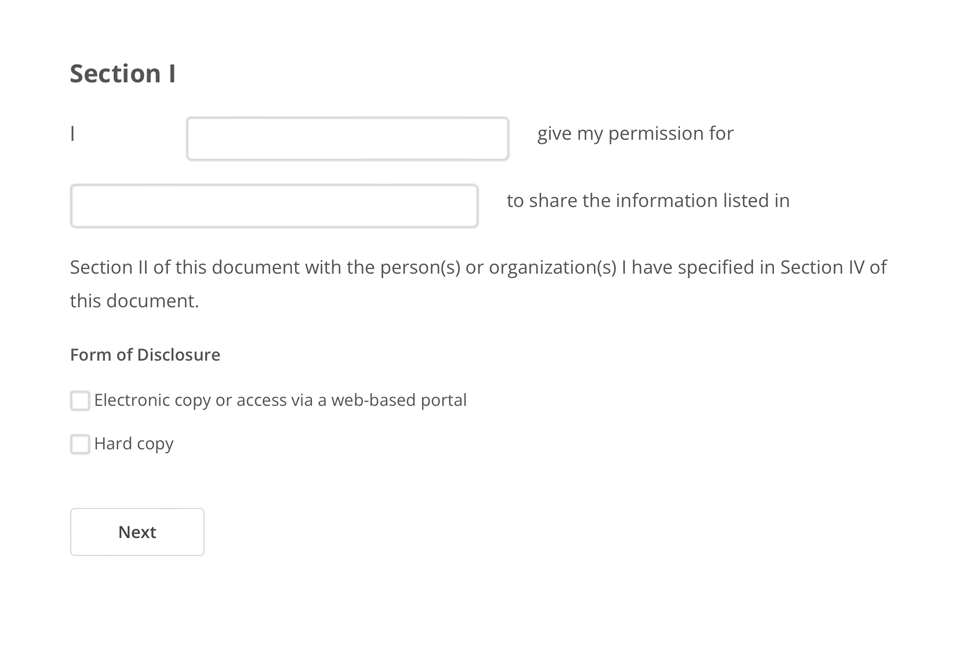 Section I
I give my permission for
to share the information listed in
Section II of this document with the person(s) or organization(s) I have specified in Section IV of
this document.
Form of Disclosure
Electronic copy or access via a web-based portal
Hard copy
Next